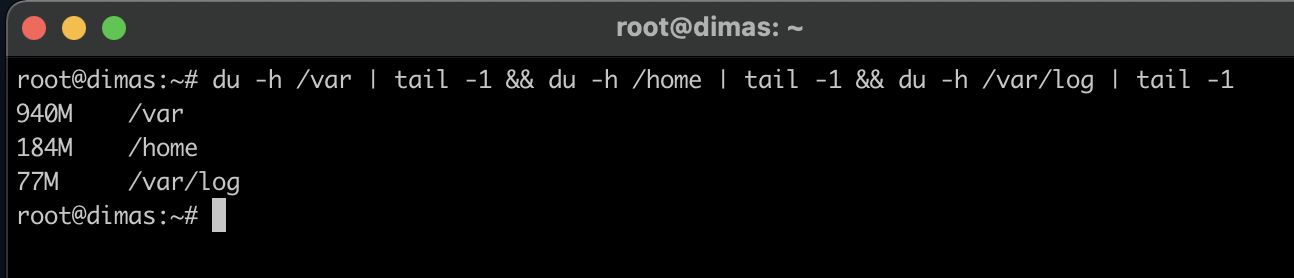 root@dimas: ~
root@dimas:~# du -h /var | tail -1 && du -h /home | tail -1 && du -h /var/log | tail -1
940M    /var
184M    /home
77M     /var/log
root@dimas:~#